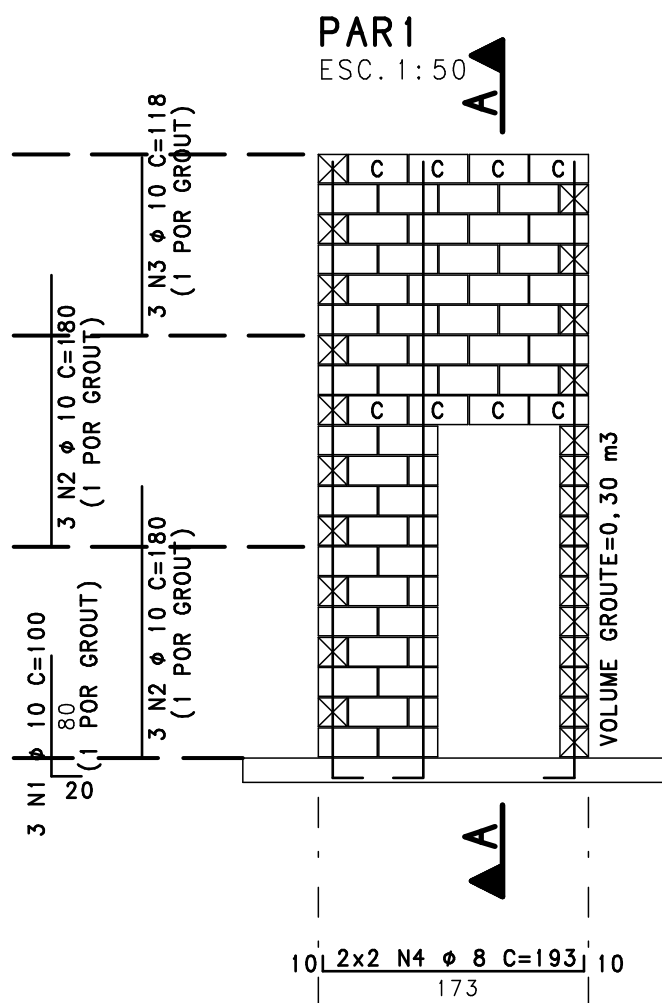 PAR1
ESC. 1:50
A
3 N3 ϕ 10 C=118
(1 POR GROUT)
C C C C
3 N2 ϕ 10 C=180
(1 POR GROUT)
C C C C
3 N2 ϕ 10 C=180
(1 POR GROUT)
VOLUME GROUTE=0,30 m3
3 N1 ϕ 10 C=100
80
(1 POR GROUT)
20
A
10 2x2 N4 ϕ 8 C=193 10
173